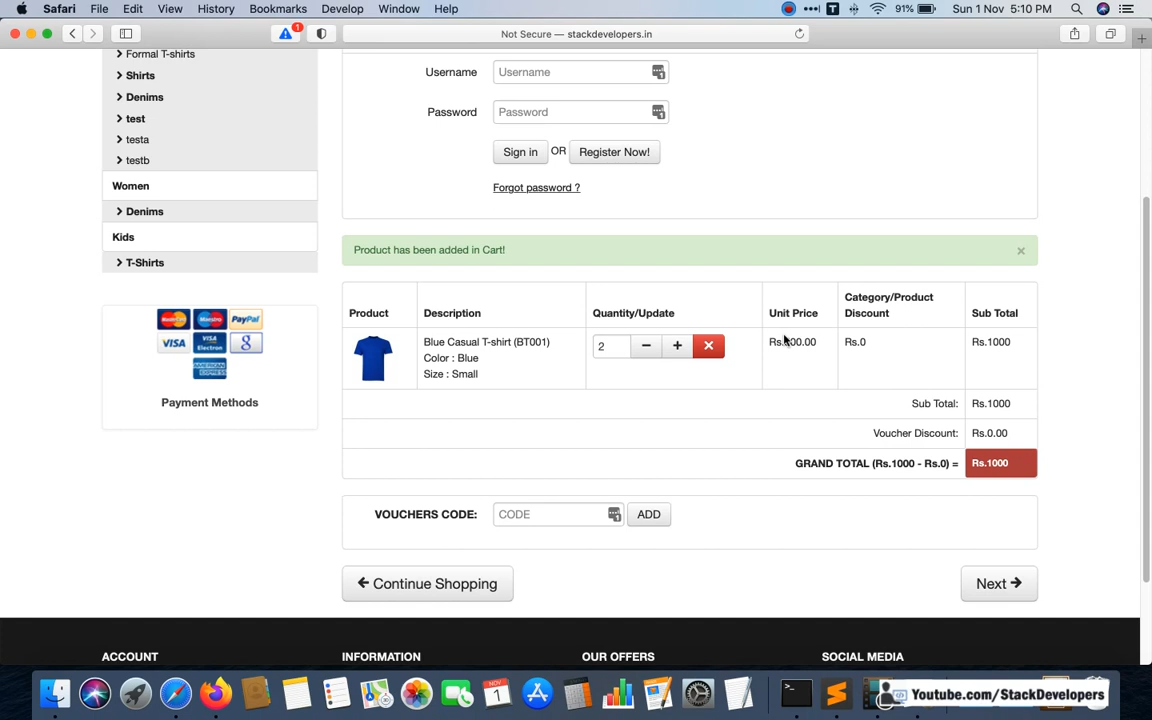 Safari File Edit View History Bookmarks Develop Window Help 91% Sun 1 Nov 5:10 PM
1 Not Secure — stackdevelopers.in
Formal T-shirts
Shirts
Denims
test
testa
testb
Women
Denims
Kids
T-Shirts
PayPal
VISA
Payment Methods
Username Username
Password Password
Sign in OR Register Now!
Forgot password ?
Product has been added in Cart! ×
Product Description Quantity/Update Unit Price Category/Product Discount Sub Total
Blue Casual T-shirt (BT001) 2 − + Rs.0 Rs.1000
Color : Blue
Size : Small
Sub Total: Rs.1000
Voucher Discount: Rs.0.00
GRAND TOTAL (Rs.1000 - Rs.0) = Rs.1000
VOUCHERS CODE: CODE ADD
Continue Shopping Next
ACCOUNT INFORMATION OUR OFFERS SOCIAL MEDIA
Youtube.com/StackDevelopers